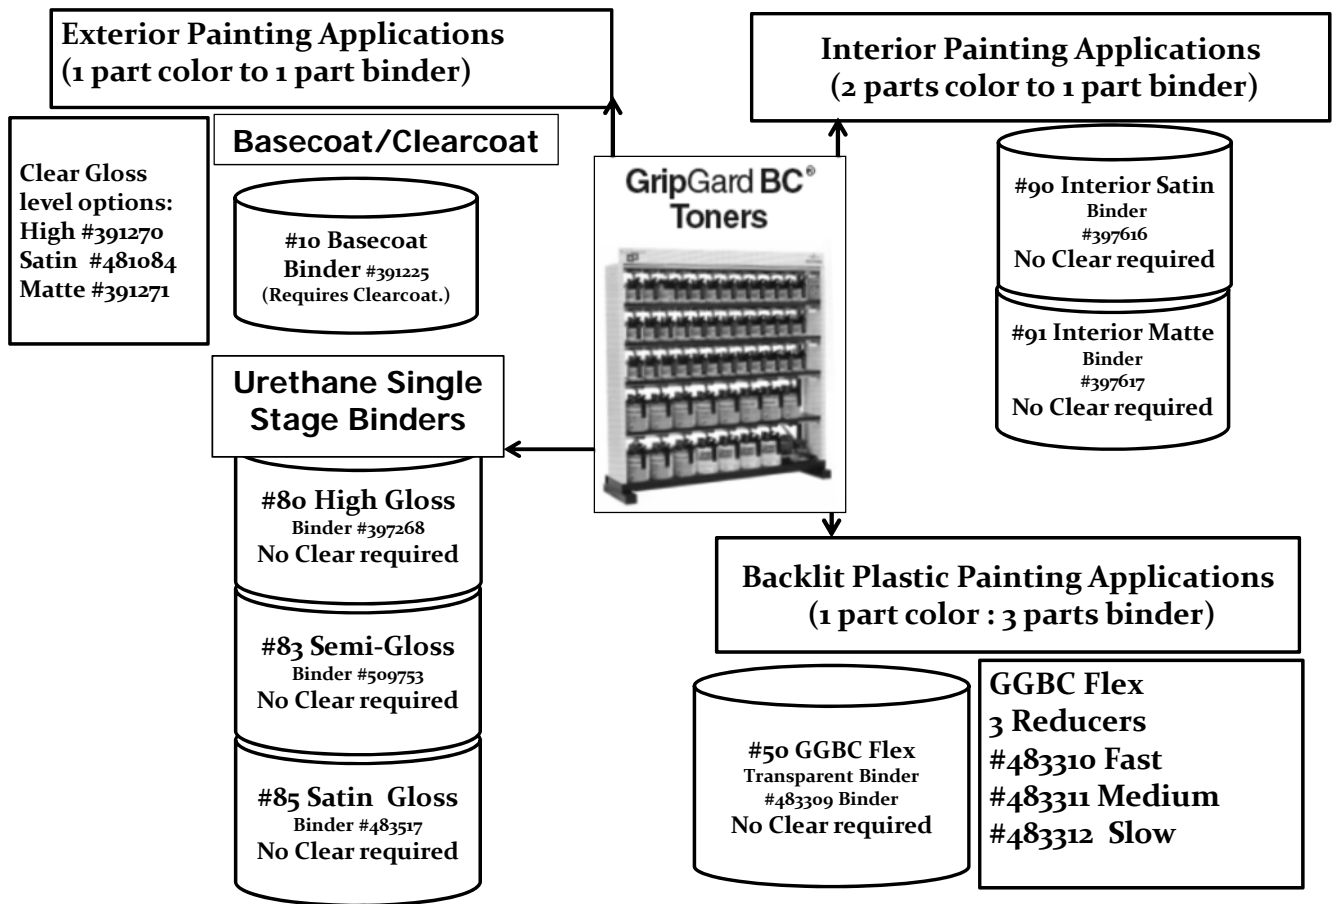 Exterior Painting Applications
(1 part color to 1 part binder)
Interior Painting Applications
(2 parts color to 1 part binder)
Clear Gloss
level options:
High #391270
Satin #481084
Matte #391271
Basecoat/Clearcoat
#10 Basecoat
Binder #391225
(Requires Clearcoat.)
GripGard BC®
Toners
#90 Interior Satin
Binder
#397616
No Clear required
#91 Interior Matte
Binder
#397617
No Clear required
Urethane Single
Stage Binders
#80 High Gloss
Binder #397268
No Clear required
#83 Semi-Gloss
Binder #509753
No Clear required
#85 Satin Gloss
Binder #483517
No Clear required
Backlit Plastic Painting Applications
(1 part color : 3 parts binder)
#50 GGBC Flex
Transparent Binder
#483309 Binder
No Clear required
GGBC Flex
3 Reducers
#483310 Fast
#483311 Medium
#483312 Slow